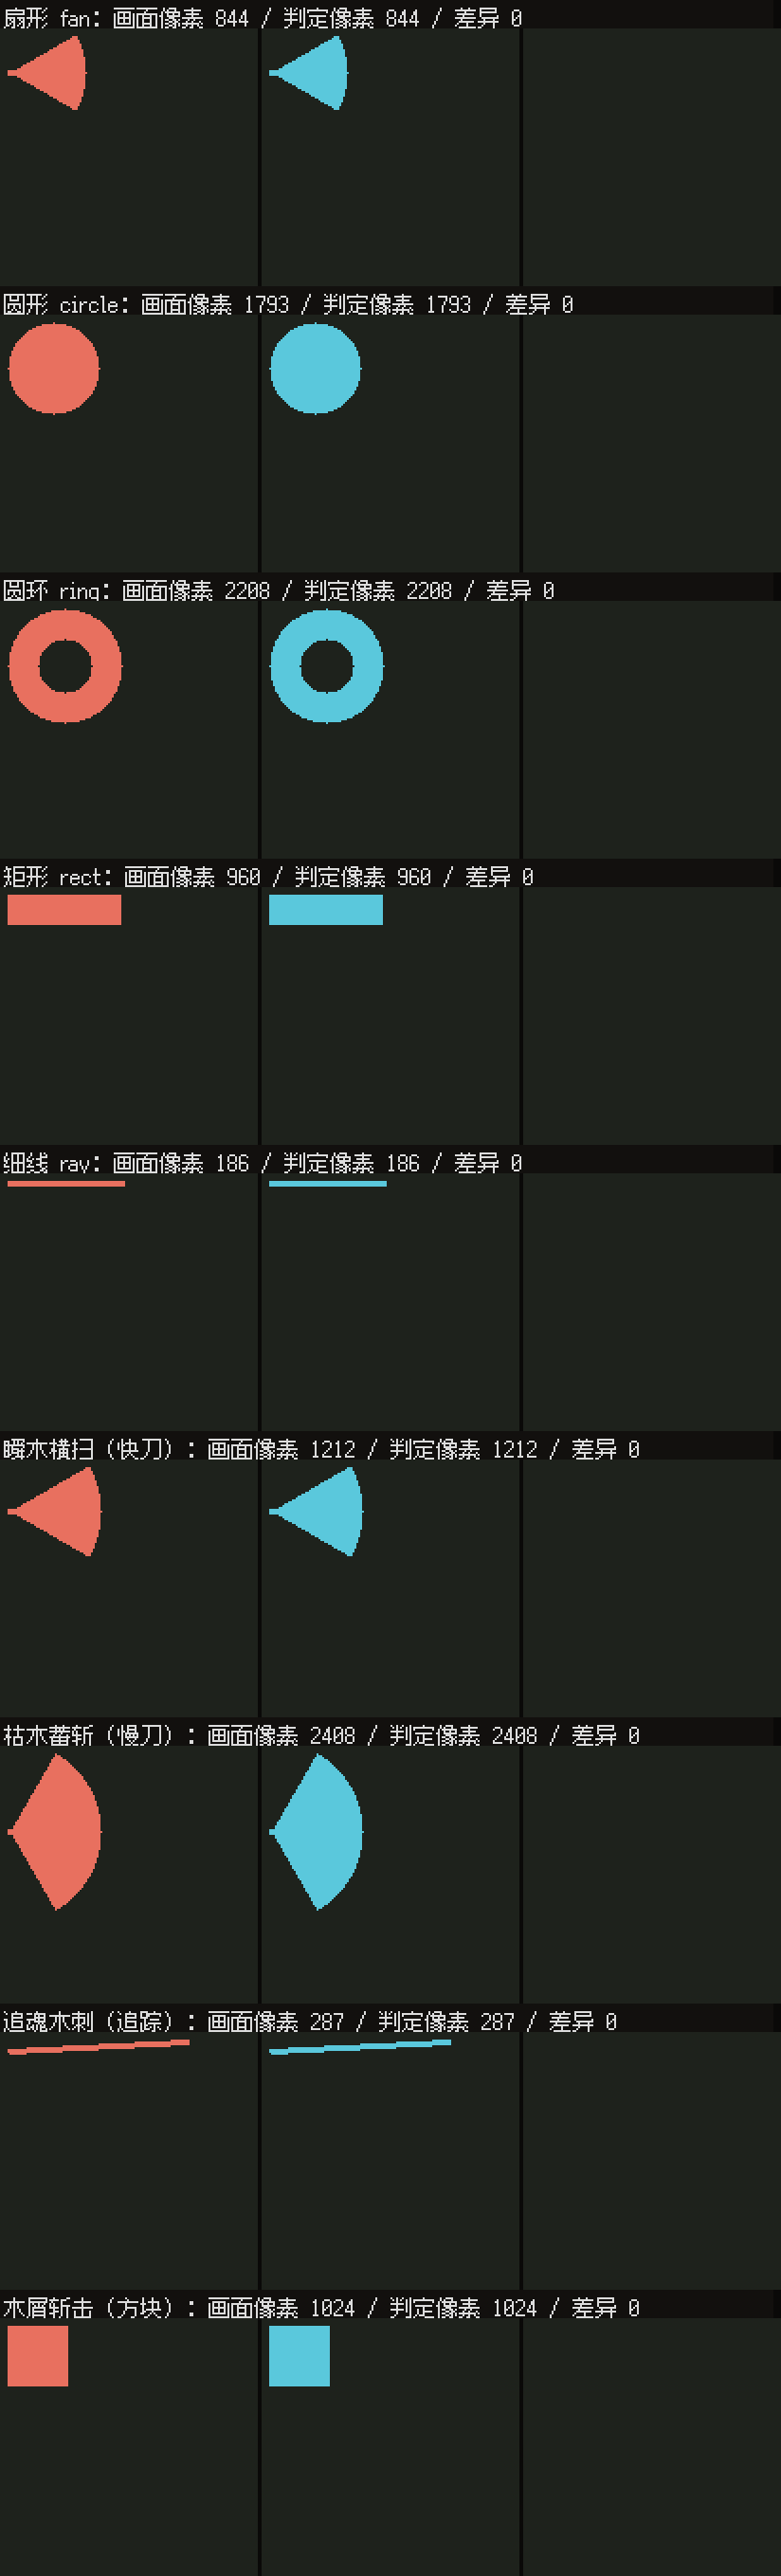 扇形 fan: 画面像素 844 / 判定像素 844 / 差异 0
圆形 circle: 画面像素 1793 / 判定像素 1793 / 差异 0
圆环 ring: 画面像素 2208 / 判定像素 2208 / 差异 0
矩形 rect: 画面像素 960 / 判定像素 960 / 差异 0
细线 ray: 画面像素 186 / 判定像素 186 / 差异 0
瞬木横扫（快刀）: 画面像素 1212 / 判定像素 1212 / 差异 0
枯木蓄斩（慢刀）: 画面像素 2408 / 判定像素 2408 / 差异 0
追魂木刺（追踪）: 画面像素 287 / 判定像素 287 / 差异 0
木屑斩击（方块）: 画面像素 1024 / 判定像素 1024 / 差异 0